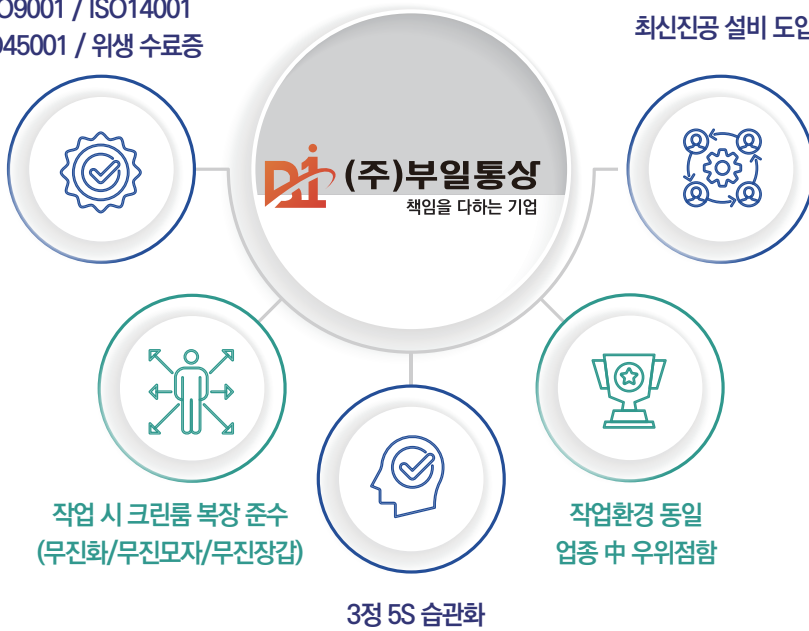 O9001 / ISO14001
045001 / 위생 수료증
최신진공 설비 도입
(주)부일통상
책임을 다하는 기업
작업 시 크린룸 복장 준수
(무진화/무진모자/무진장갑)
작업환경 동일
업종 中 우위점함
3정 5S 습관화